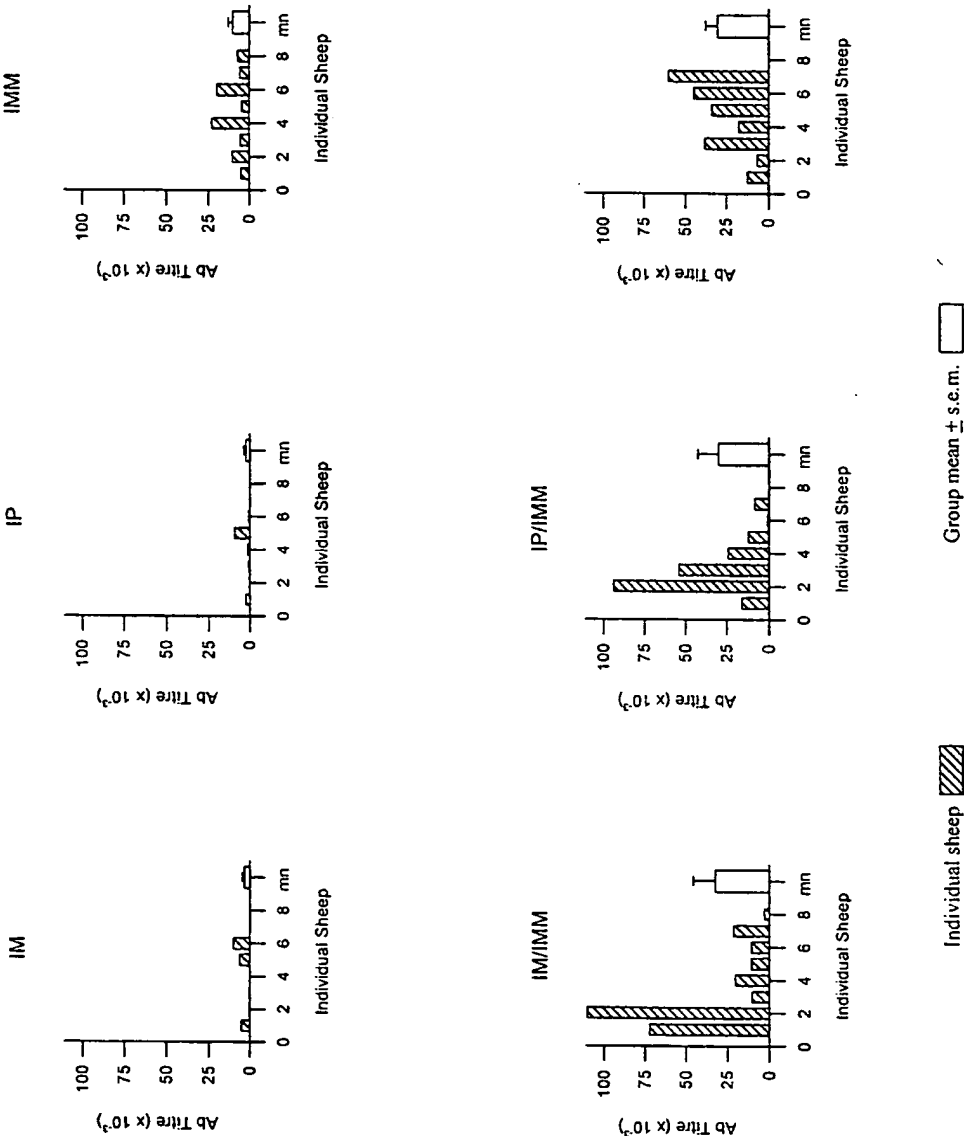 IM
Ab Titre (x 10⁻³)
100
75
50
25
0
0 2 4 6 8 mn
Individual Sheep
IP
Ab Titre (x 10⁻³)
100
75
50
25
0
0 2 4 6 8 mn
Individual Sheep
IMM
Ab Titre (x 10⁻³)
100
75
50
25
0
0 2 4 6 8 mn
Individual Sheep
IM/IMM
Ab Titre (x 10⁻³)
100
75
50
25
0
0 2 4 6 8 mn
Individual Sheep
IP/IMM
Ab Titre (x 10⁻³)
100
75
50
25
0
0 2 4 6 8 mn
Individual Sheep
Ab Titre (x 10⁻³)
100
75
50
25
0
0 2 4 6 8 mn
Individual Sheep
Individual sheep
Group mean ± s.e.m.